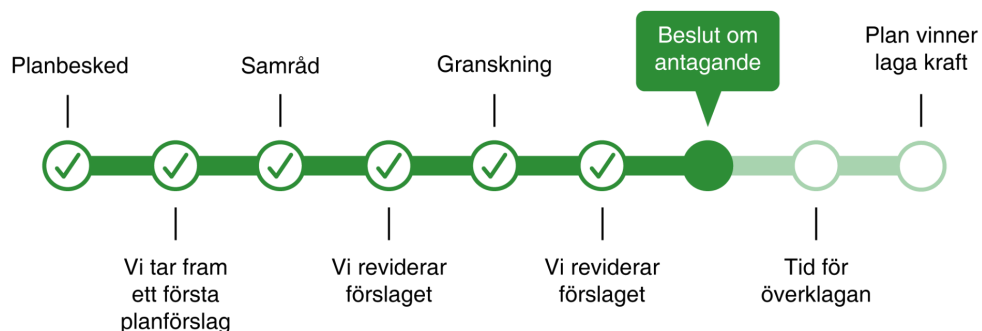 Planbesked
Vi tar fram
ett första
planförslag
Samråd
Vi reviderar
förslaget
Granskning
Vi reviderar
förslaget
Beslut om
antagande
Tid för
överklagan
Plan vinner
laga kraft